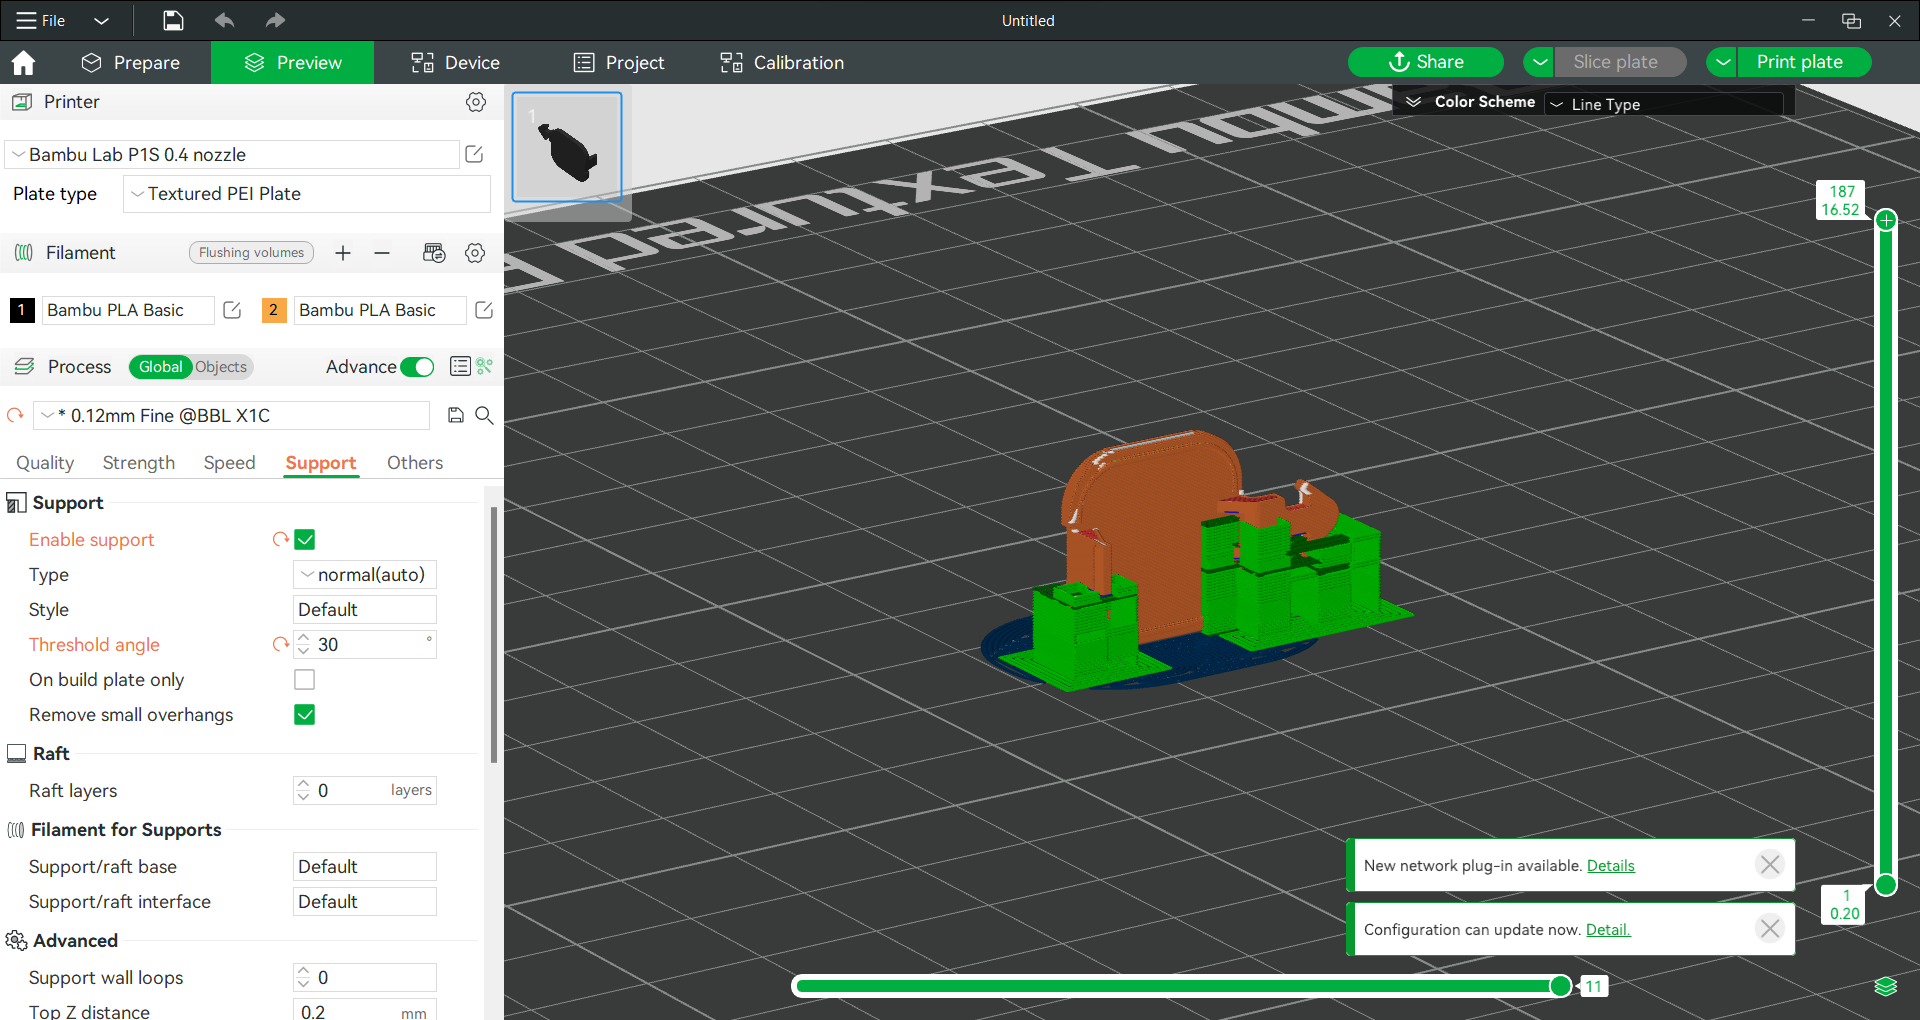 File
Untitled
Prepare
Preview
Device
Project
Calibration
Share
Slice plate
Print plate
Printer
Bambu Lab P1S 0.4 nozzle
Plate type
Textured PEI Plate
Filament
Flushing volumes
1
Bambu PLA Basic
2
Bambu PLA Basic
Process
Global
Objects
Advance
* 0.12mm Fine @BBL X1C
Quality
Strength
Speed
Support
Others
Support
Enable support
Type
normal(auto)
Style
Default
Threshold angle
30
°
On build plate only
Remove small overhangs
Raft
Raft layers
0
layers
Filament for Supports
Support/raft base
Default
Support/raft interface
Default
Advanced
Support wall loops
0
Top Z distance
0.2
mm
1
Color Scheme
Line Type
187
16.52
mbu Textured P
New network plug-in available. Details
Configuration can update now. Detail.
1
0.20
11